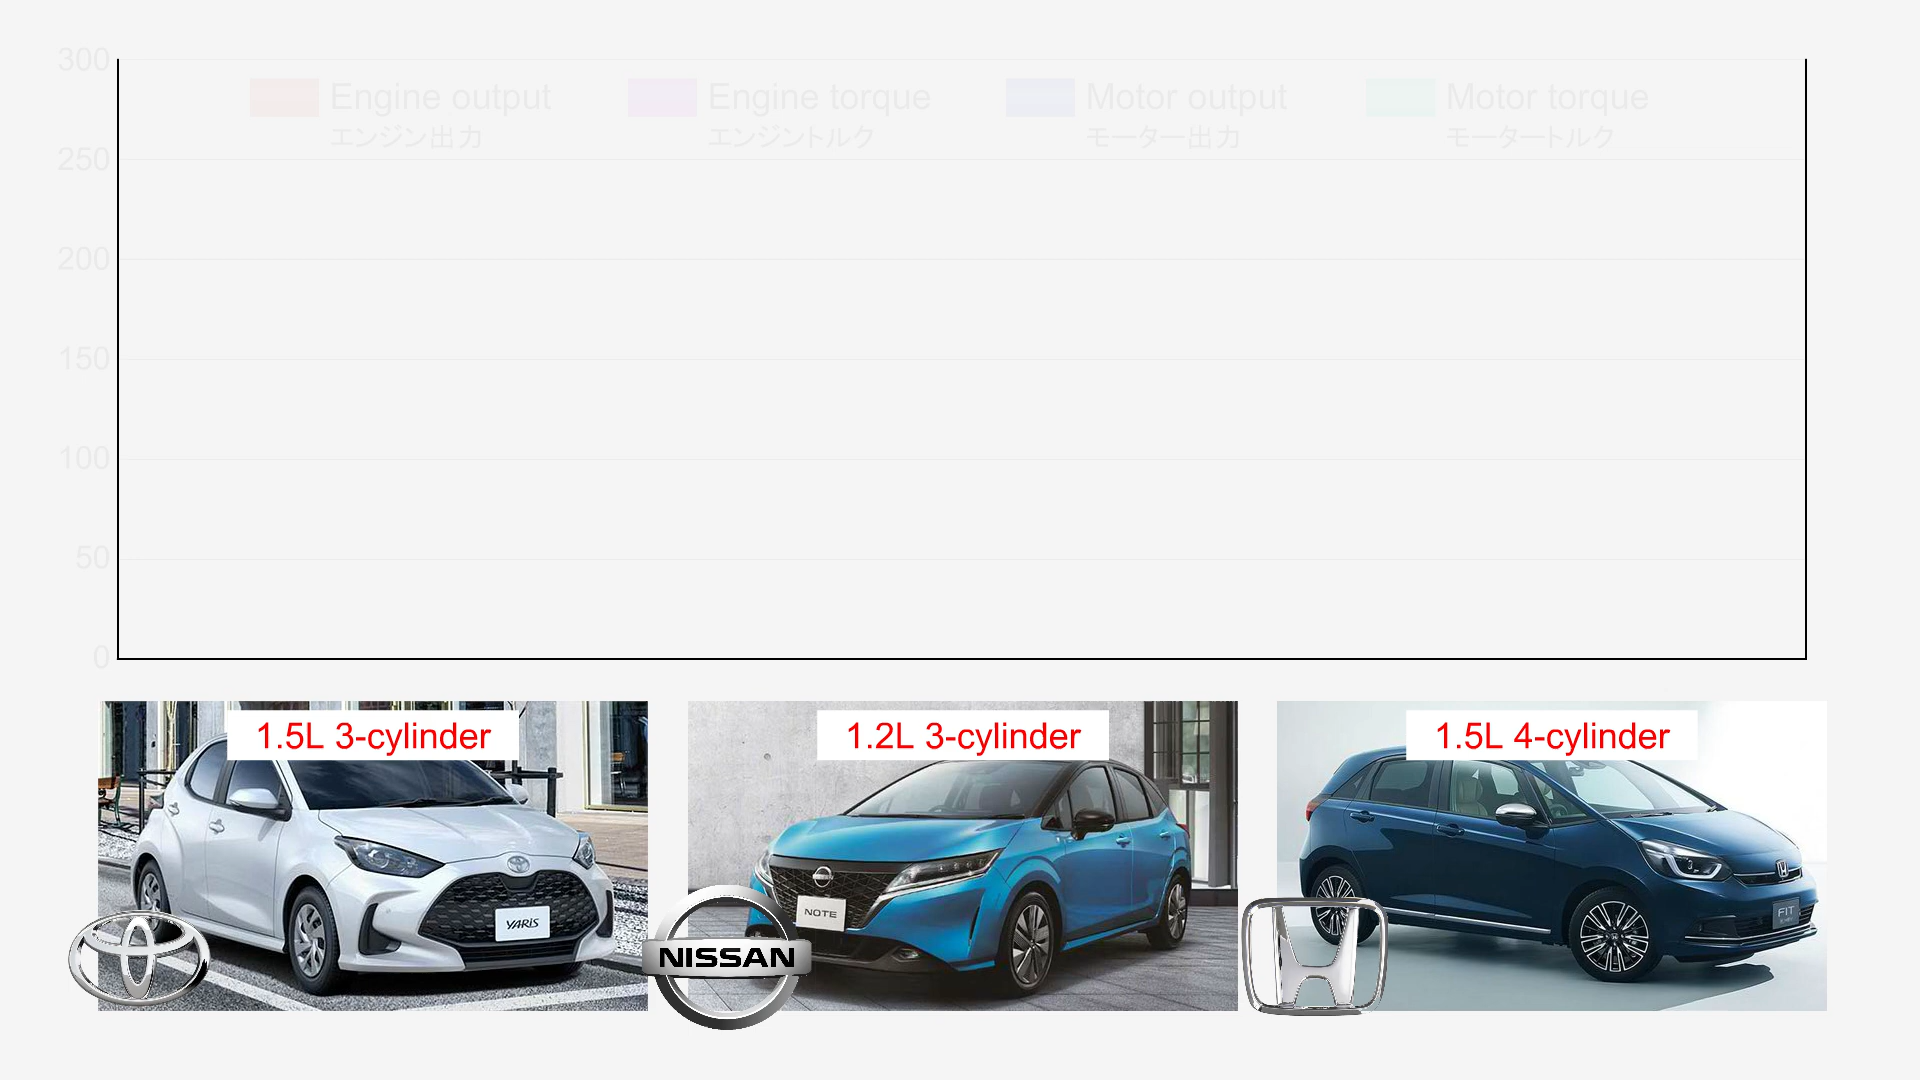 300
Engine output
Engine torque
Motor output
Motor torque
エンジン出力
エンジントルク
モーター出力
モータートルク
250
200
150
100
50
0
1.5L 3-cylinder
1.2L 3-cylinder
1.5L 4-cylinder
YARIS
NOTE
FIT
NISSAN